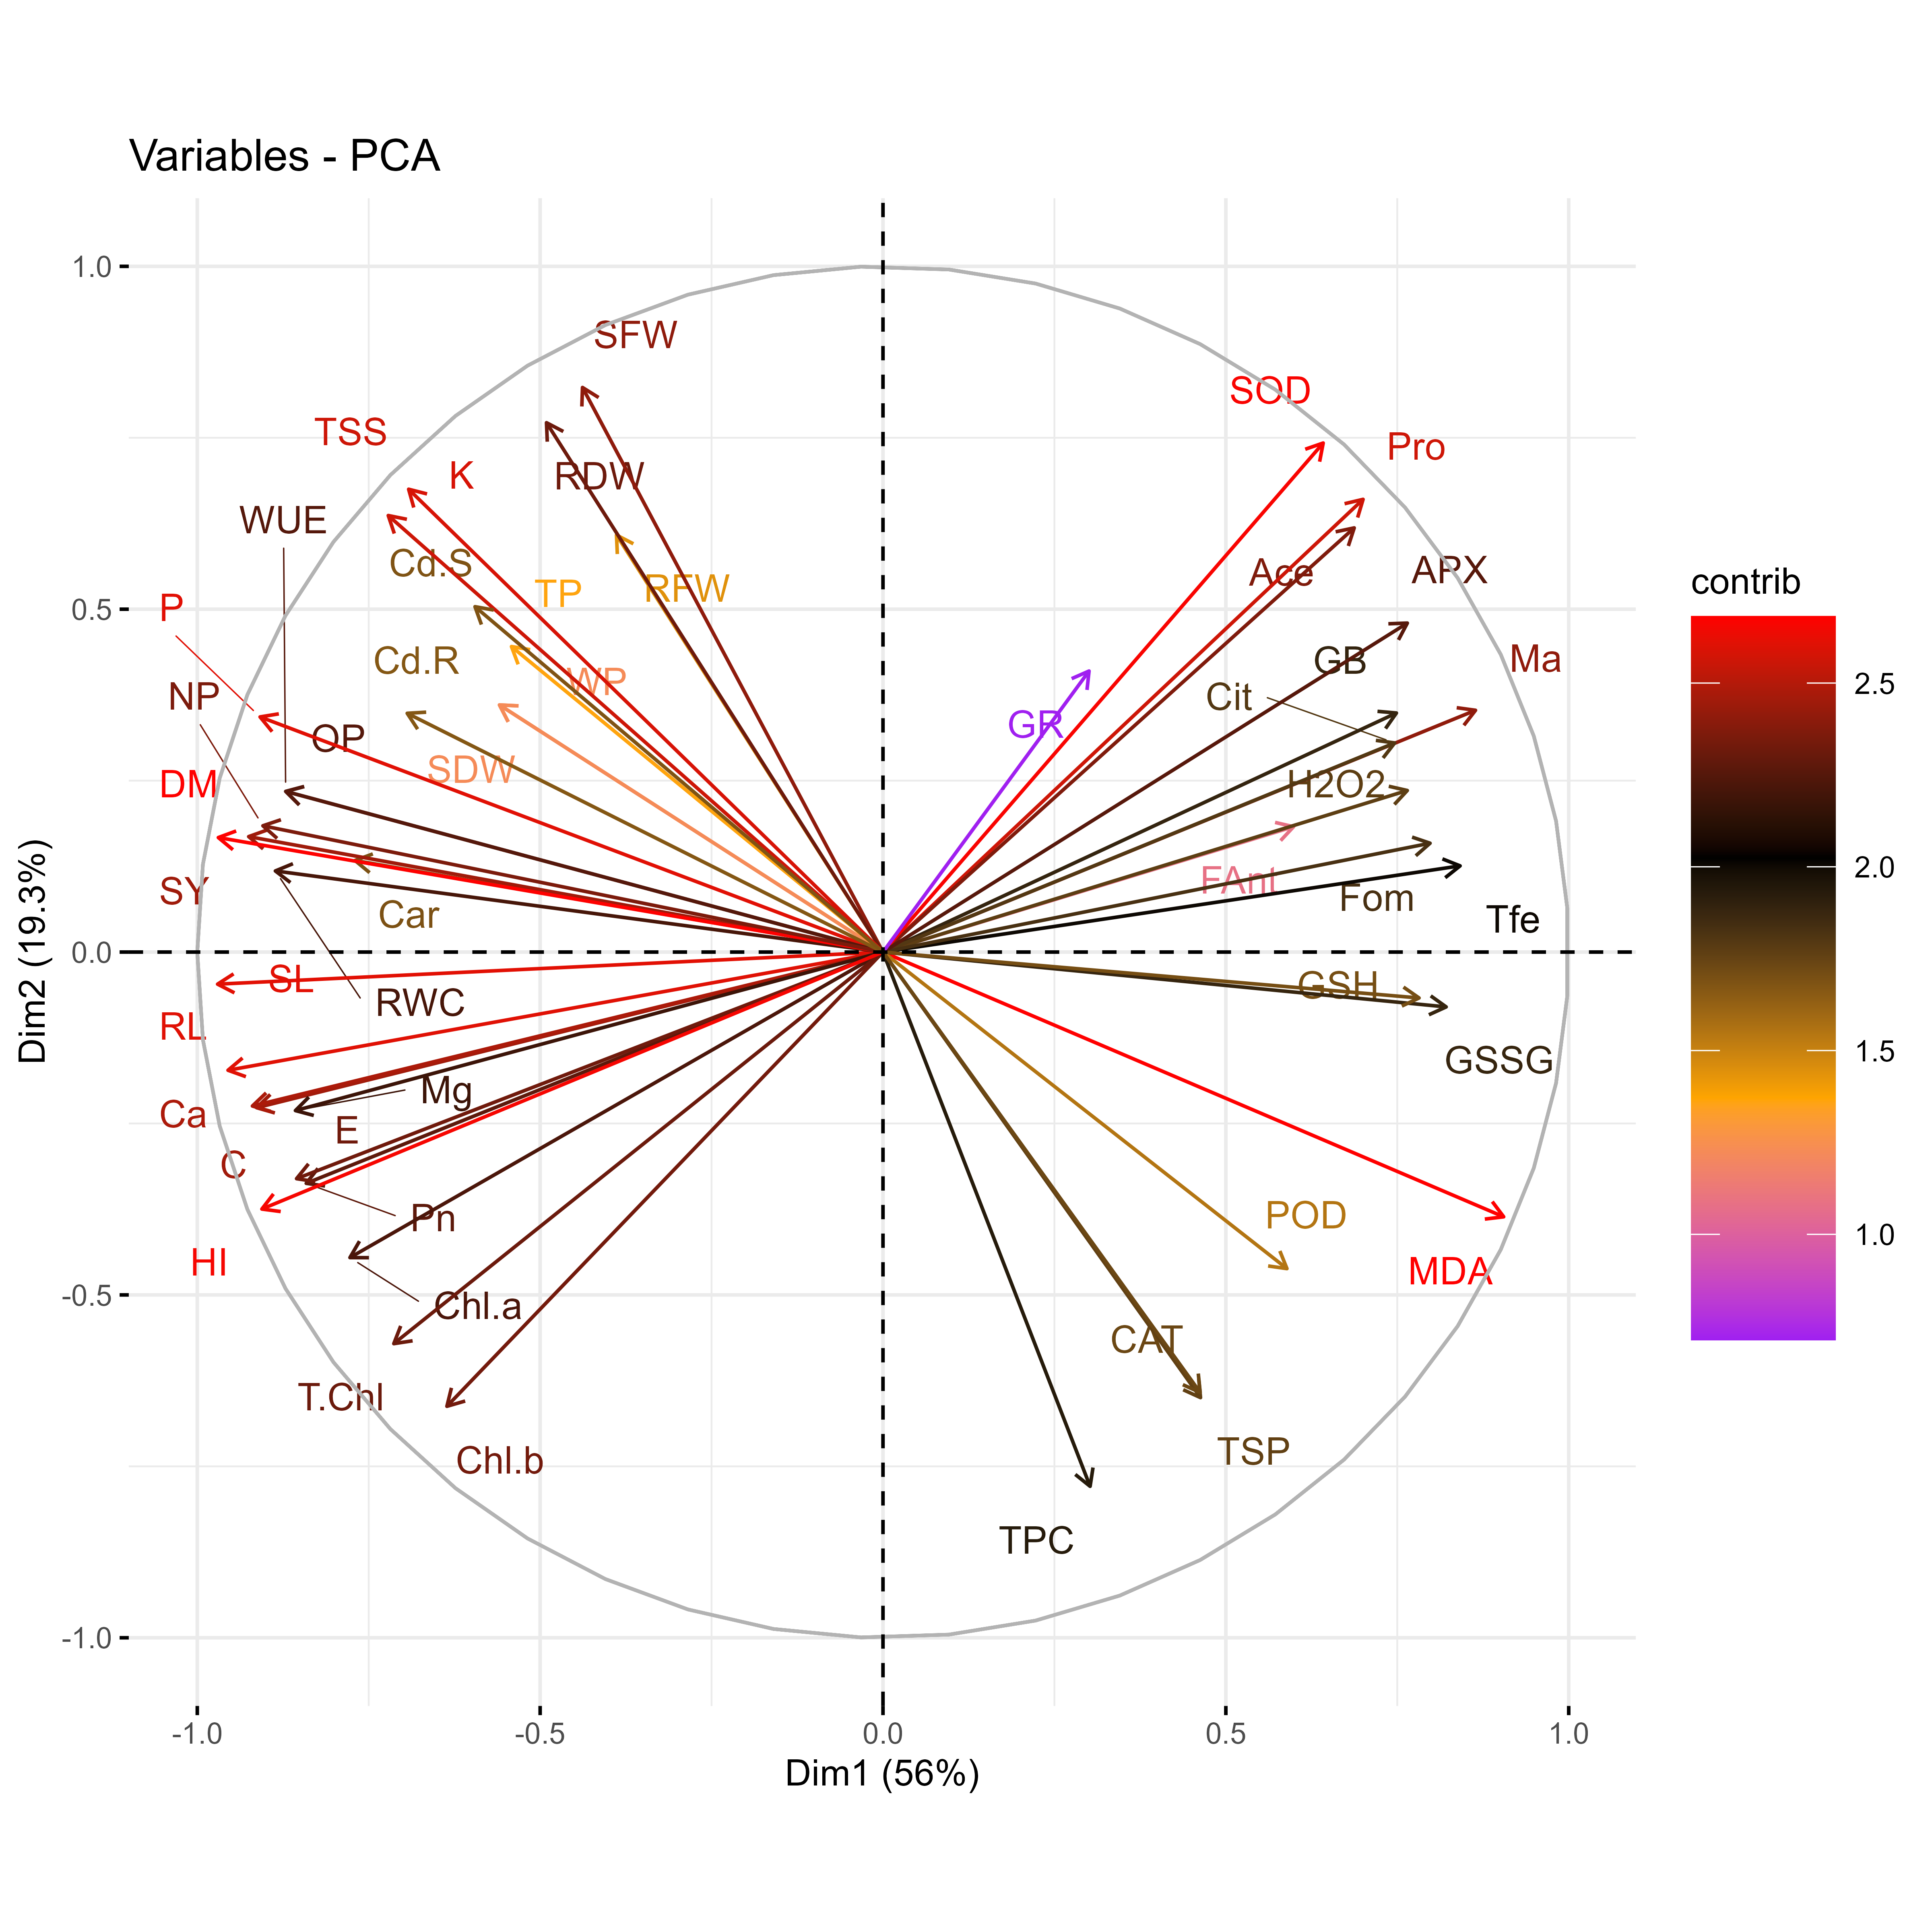 Variables - PCA
SFW
SOD
TSS
Pro
K
RDW
WUE
Cd.S
TP
RFW
Ace
APX
P
Cd.R
WP
GB
Ma
NP
Cit
OP
GR
SDW
DM
H2O2
SY
Car
FAnt
Fom
Tfe
SL
RWC
GSH
RL
Mg
GSSG
Ca
E
C
Pn
POD
HI
MDA
Chl.a
CAT
T.Chl
Chl.b
TSP
TPC
1.0
0.5
0.0
-0.5
-1.0
Dim2 (19.3%)
-1.0 -0.5 0.0 0.5 1.0
Dim1 (56%)
contrib
2.5
2.0
1.5
1.0